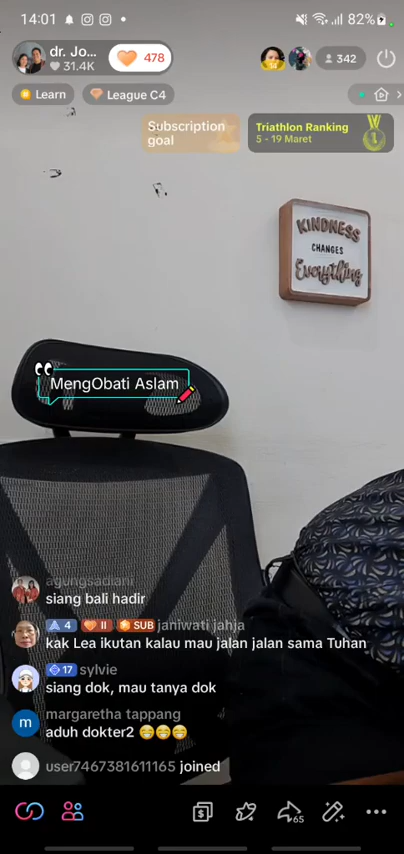 14:01
82%
dr. Jo...
31.4K
478
342
Learn
League C4
Subscription goal
Triathlon Ranking
5 - 19 Maret
KINDNESS
CHANGES
Everything
MengObati Aslam
agungsadiani
siang bali hadir
4 II SUB janiwati jahja
kak Lea ikutan kalau mau jalan jalan sama Tuhan
17 sylvie
siang dok, mau tanya dok
m
margaretha tappang
aduh dokter2 😁😁😁
user7467381611165 joined
65